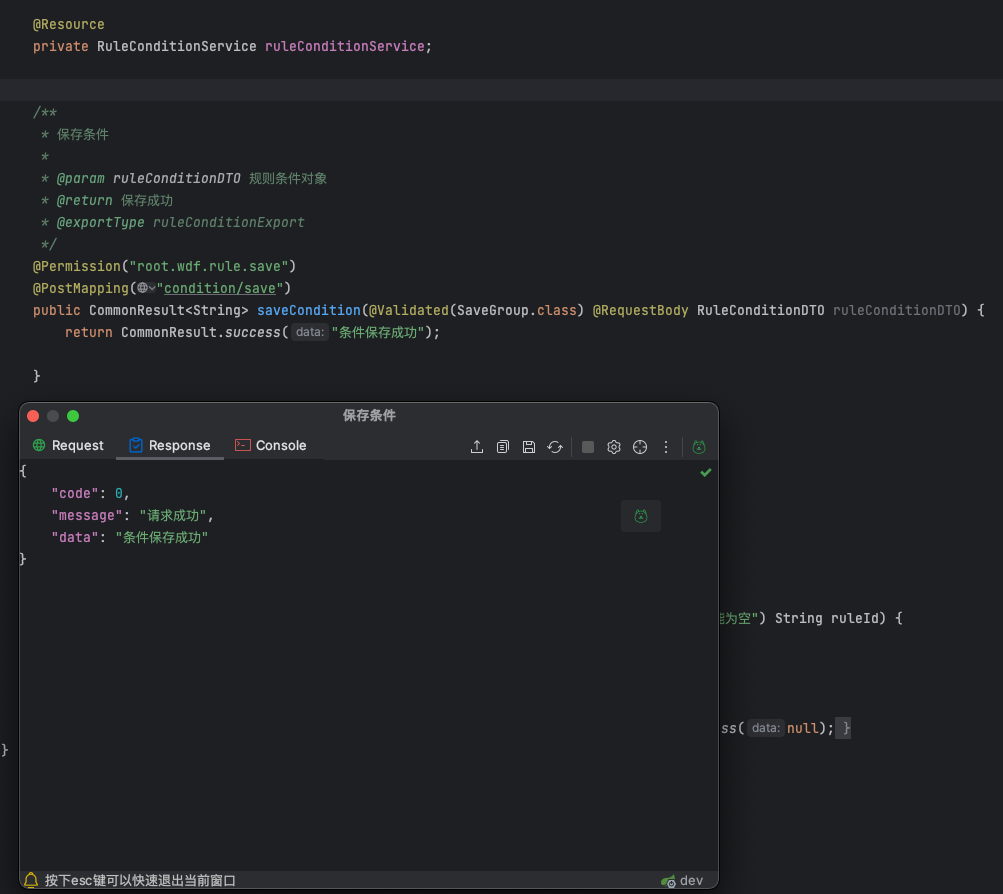 @Resource
private RuleConditionService ruleConditionService;
/**
* 保存条件
*
* @param ruleConditionDTO 规则条件对象
* @return 保存成功
* @exportType ruleConditionExport
*/
@Permission("root.wdf.rule.save")
@PostMapping("condition/save")
public CommonResult<String> saveCondition(@Validated(SaveGroup.class) @RequestBody RuleConditionDTO ruleConditionDTO) {
return CommonResult.success( data: "条件保存成功");
}
保存条件
Request Response Console
{
"code": 0,
"message": "请求成功",
"data": "条件保存成功"
}
能为空") String ruleId) {
ss( data: null); }
}
按下esc键可以快速退出当前窗口 dev